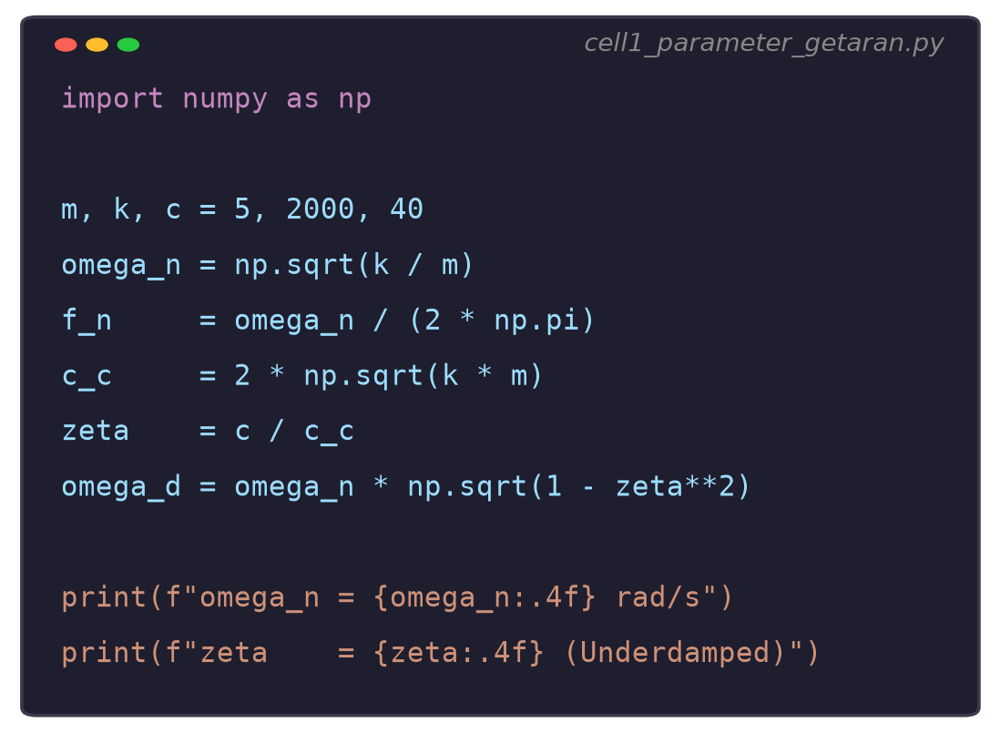 cell1_parameter_getaran.py
import numpy as np
m, k, c = 5, 2000, 40
omega_n = np.sqrt(k / m)
f_n     = omega_n / (2 * np.pi)
c_c     = 2 * np.sqrt(k * m)
zeta    = c / c_c
omega_d = omega_n * np.sqrt(1 - zeta**2)
print(f"omega_n = {omega_n:.4f} rad/s")
print(f"zeta    = {zeta:.4f} (Underdamped)")